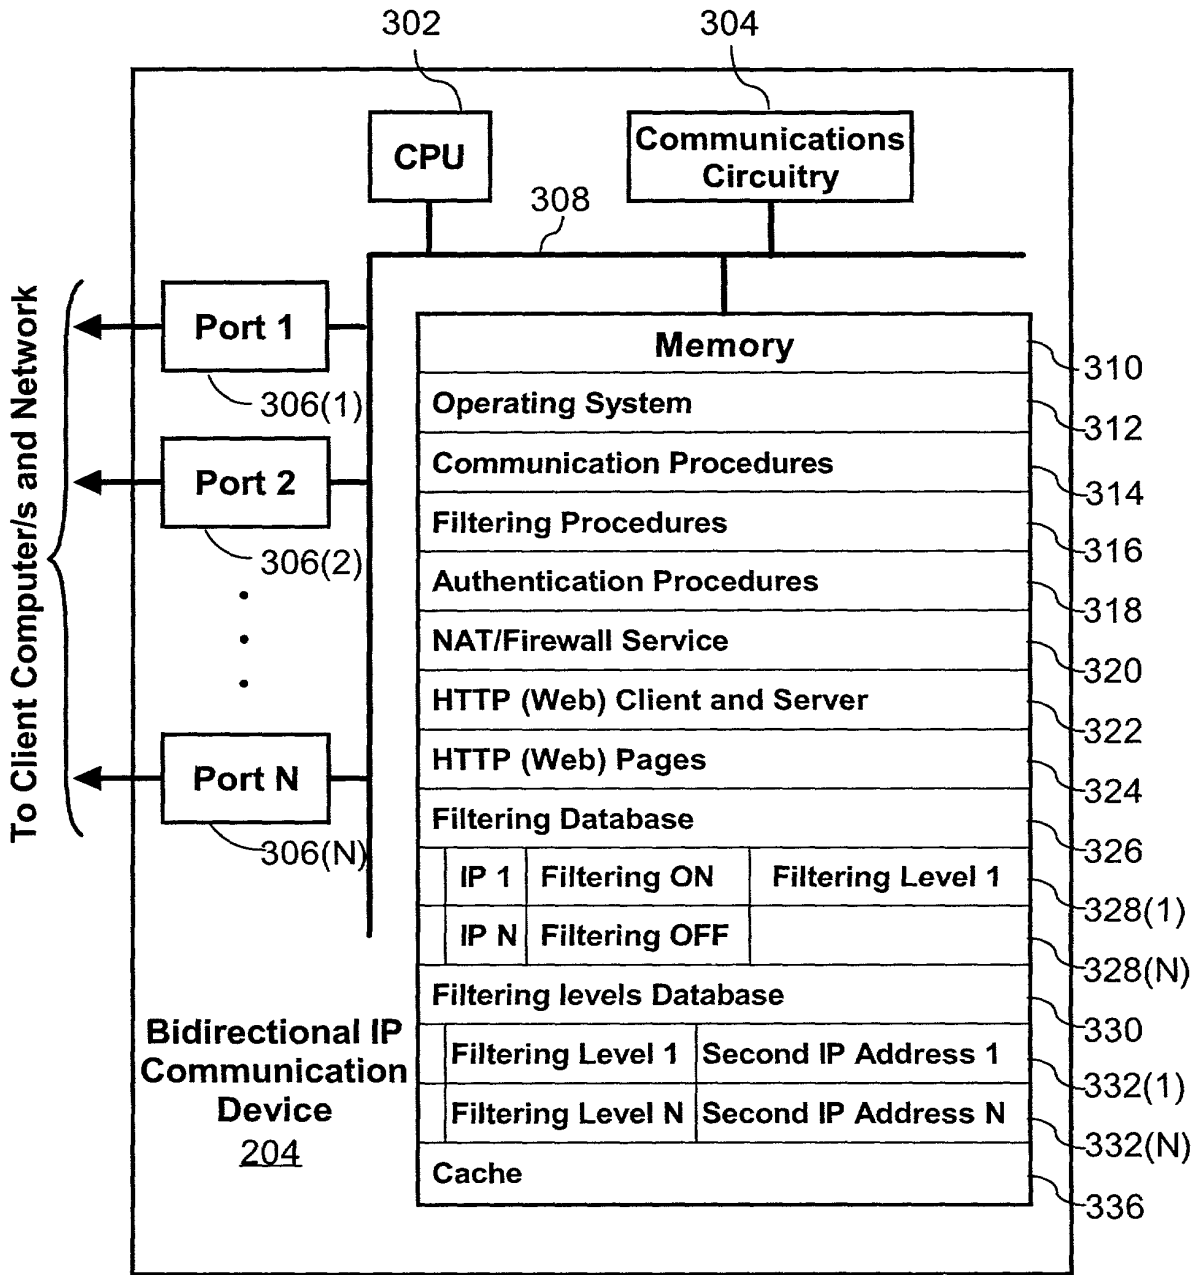 302
304
CPU
Communications
Circuitry
308
To Client Computer/s and Network
Port 1
306(1)
Port 2
306(2)
Port N
306(N)
Memory
310
Operating System
312
Communication Procedures
314
Filtering Procedures
316
Authentication Procedures
318
NAT/Firewall Service
320
HTTP (Web) Client and Server
322
HTTP (Web) Pages
324
Filtering Database
326
IP 1 Filtering ON Filtering Level 1
328(1)
IP N Filtering OFF
328(N)
Filtering levels Database
330
Filtering Level 1 Second IP Address 1
332(1)
Filtering Level N Second IP Address N
332(N)
Cache
336
Bidirectional IP
Communication
Device
204